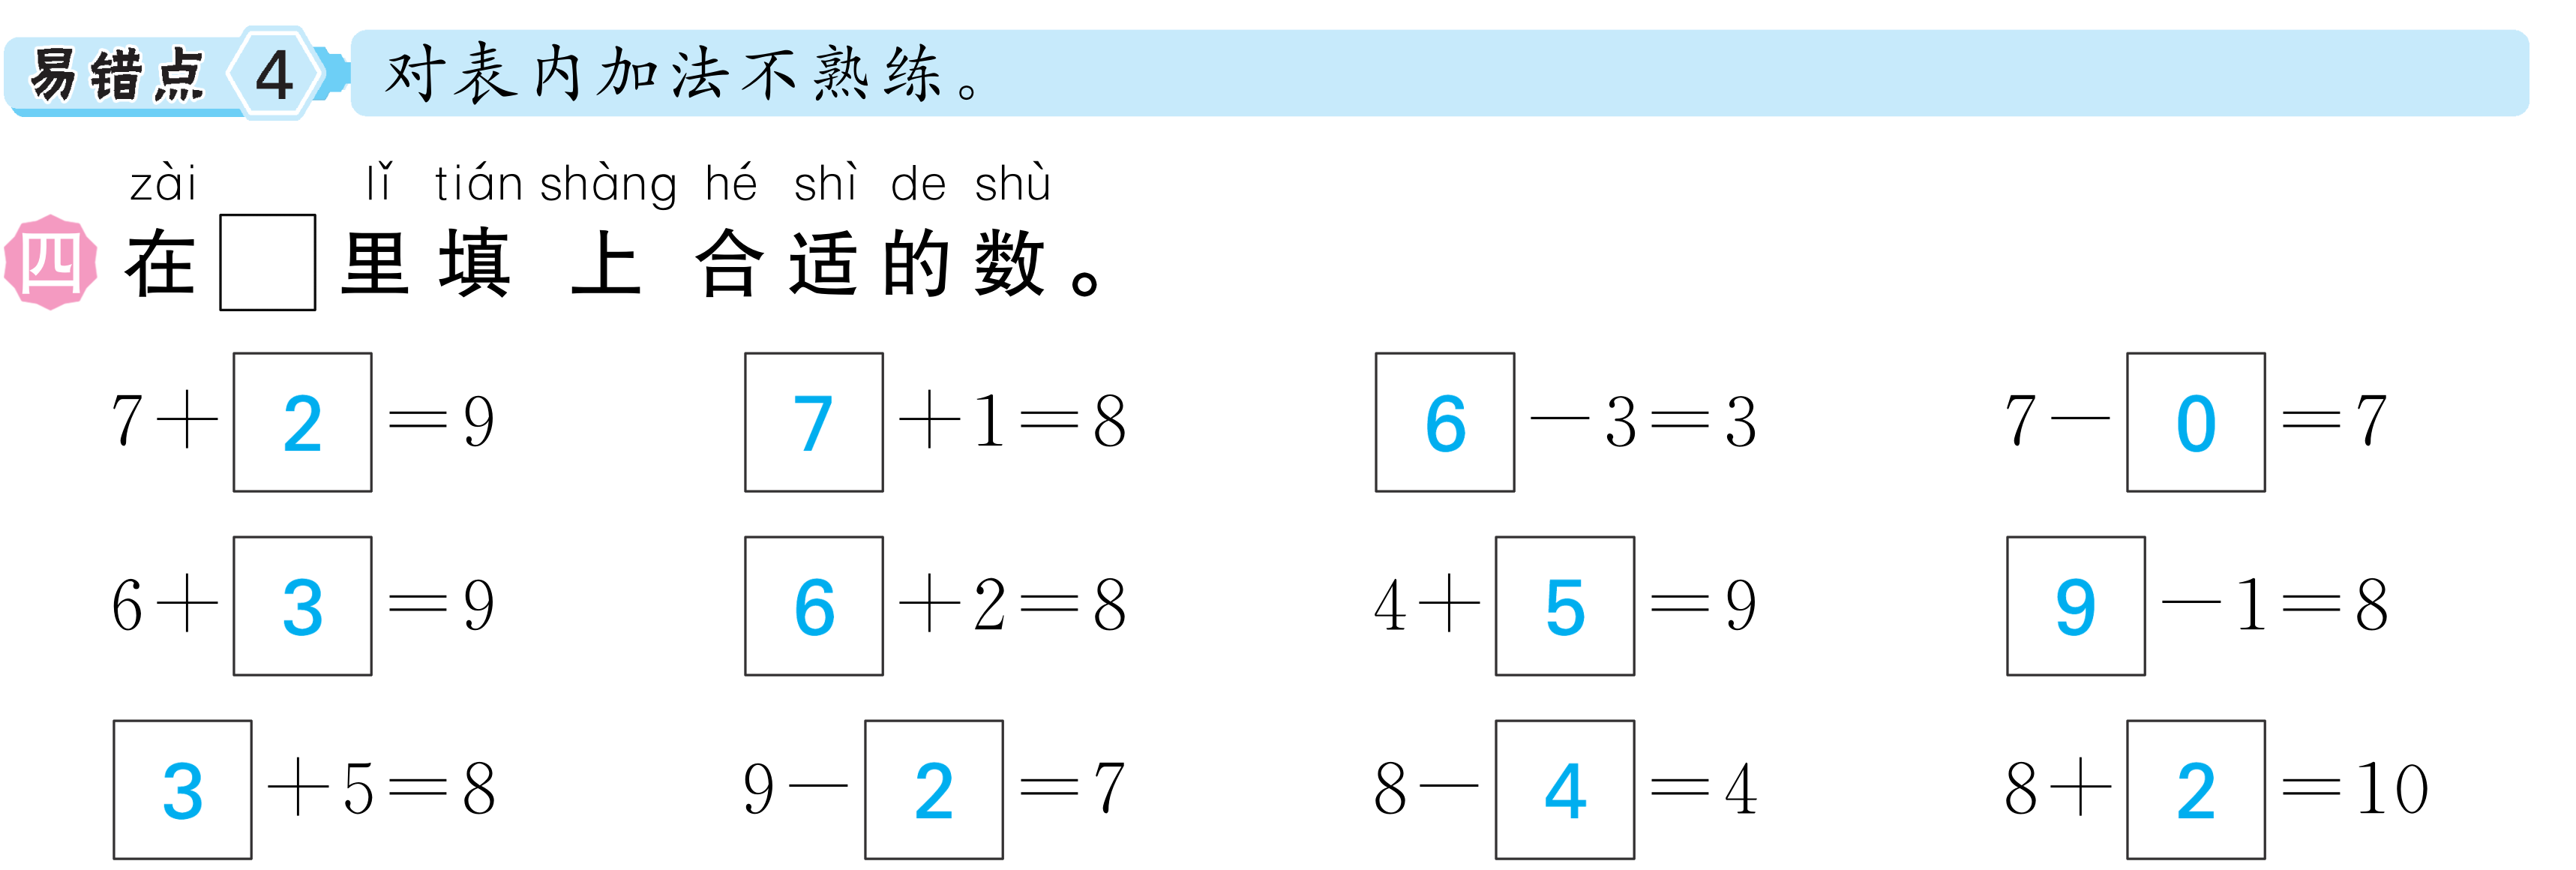 易错点 4 对表内加法不熟练。
zài lǐ tián shàng hé shì de shù
四 在□里填上合适的数。
7+2=9 7+1=8 6-3=3 7-0=7
6+3=9 6+2=8 4+5=9 9-1=8
3+5=8 9-2=7 8-4=4 8+2=10